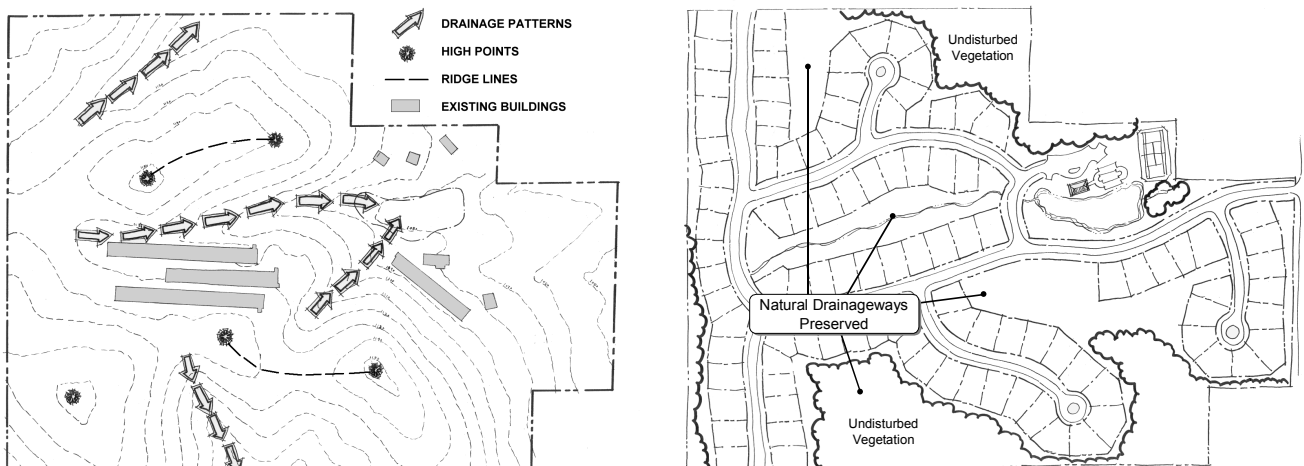 DRAINAGE PATTERNS
HIGH POINTS
RIDGE LINES
EXISTING BUILDINGS
Undisturbed
Vegetation
Natural Drainageways
Preserved
Undisturbed
Vegetation